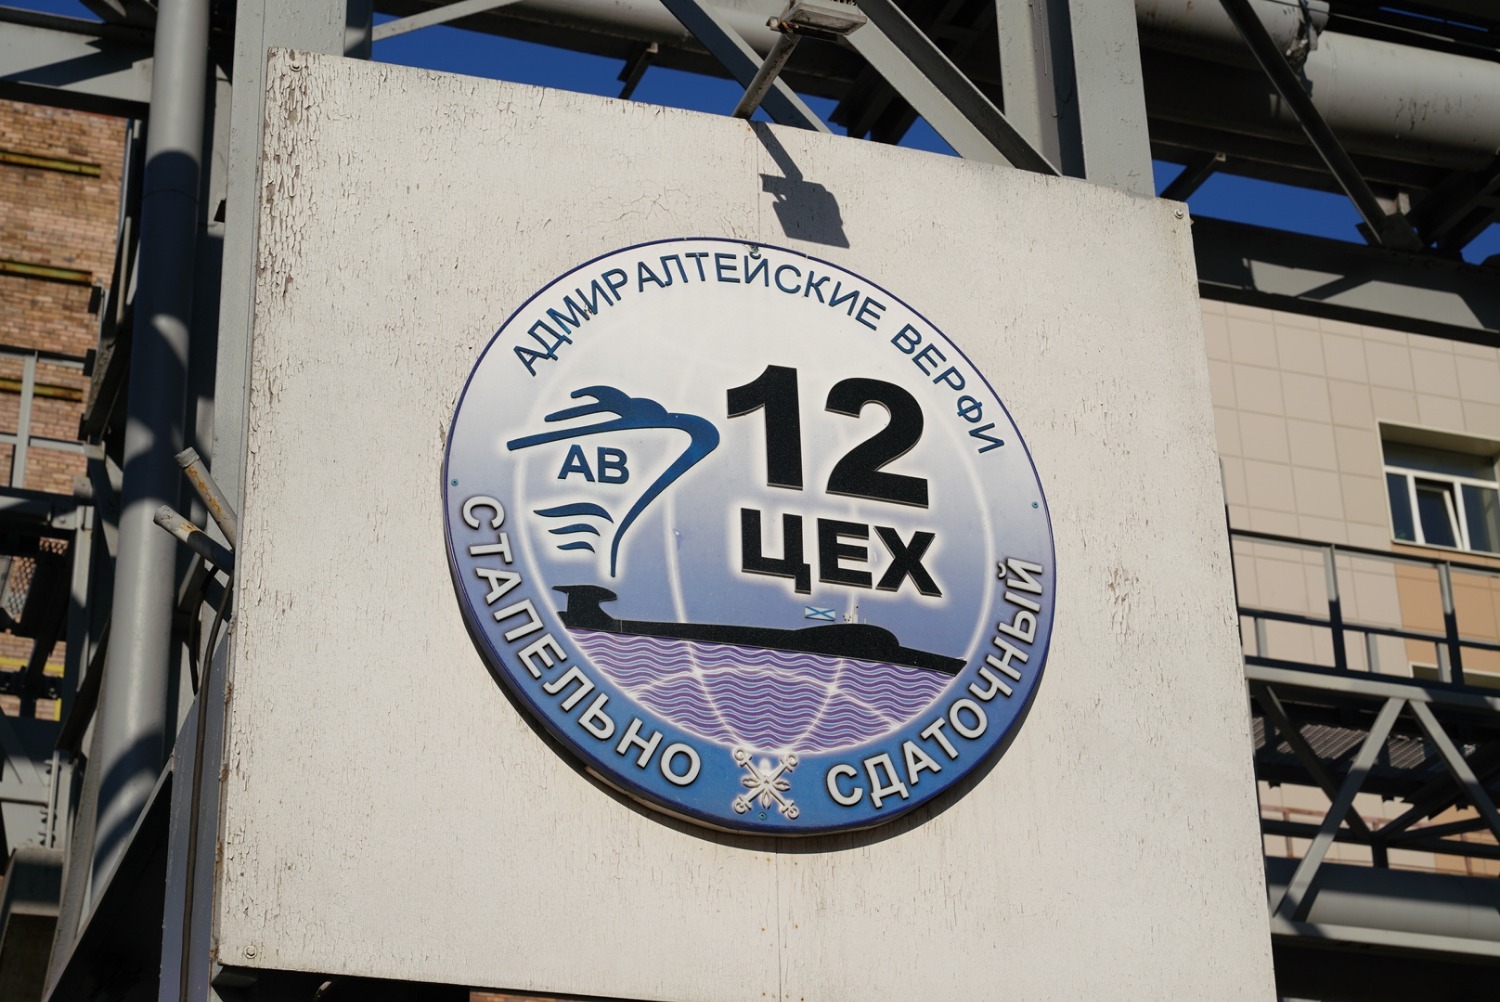 АДМИРАЛТЕЙСКИЕ ВЕРФИ
АВ
12
ЦЕХ
СТАПЕЛЬНО СДАТОЧНЫЙ